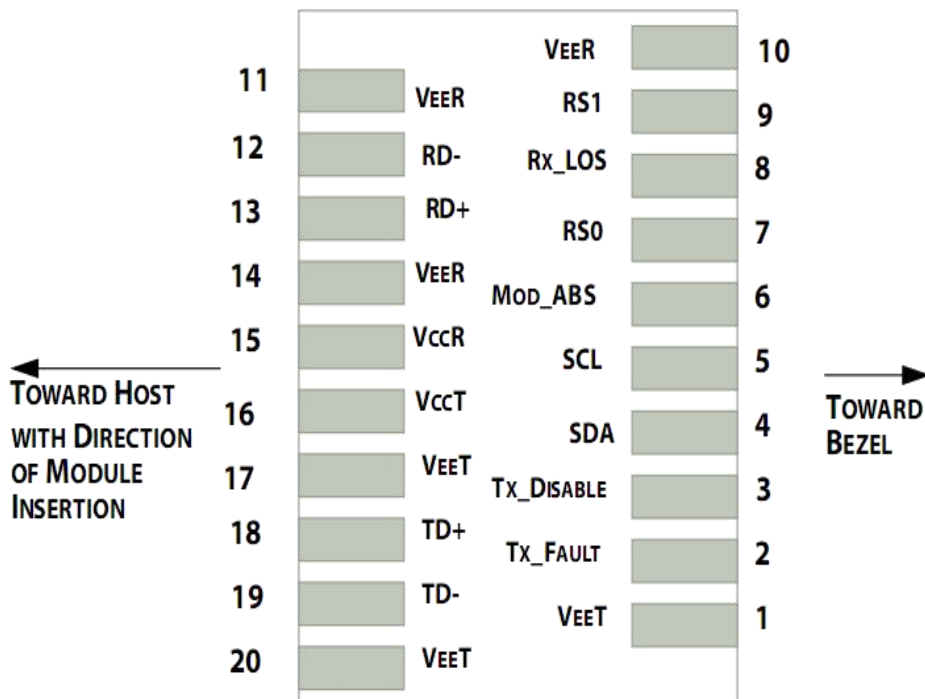 11 VEER
12 RD-
13 RD+
14 VEER
15 VCCR
16 VCCT
17 VEET
18 TD+
19 TD-
20 VEET
VEER 10
RS1 9
RX_LOS 8
RS0 7
MOD_ABS 6
SCL 5
SDA 4
TX_DISABLE 3
TX_FAULT 2
VEET 1
TOWARD HOST
WITH DIRECTION
OF MODULE
INSERTION
TOWARD
BEZEL